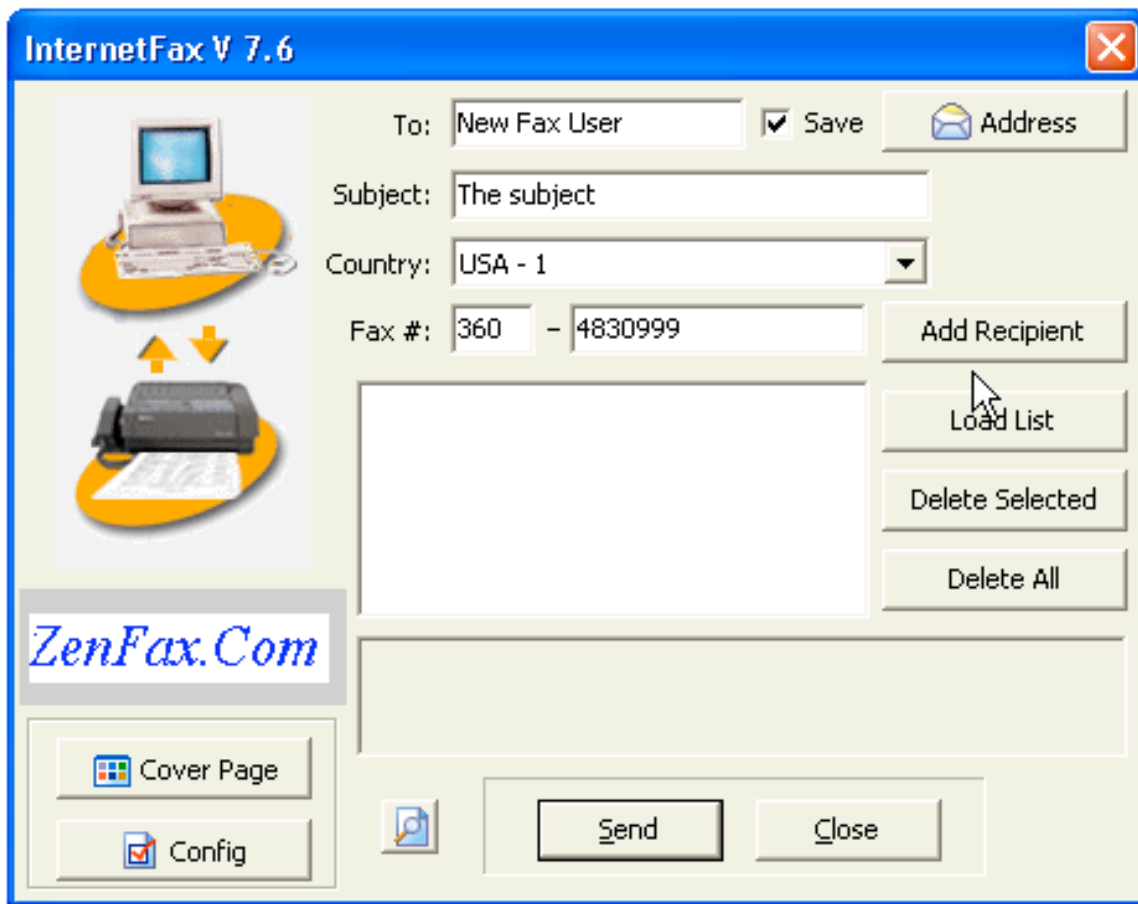 InternetFax V 7.6
To: New Fax User Save Address
Subject: The subject
Country: USA - 1
Fax #: 360 - 4830999 Add Recipient
Load List
Delete Selected
Delete All
ZenFax.Com
Cover Page
Config
Send Close